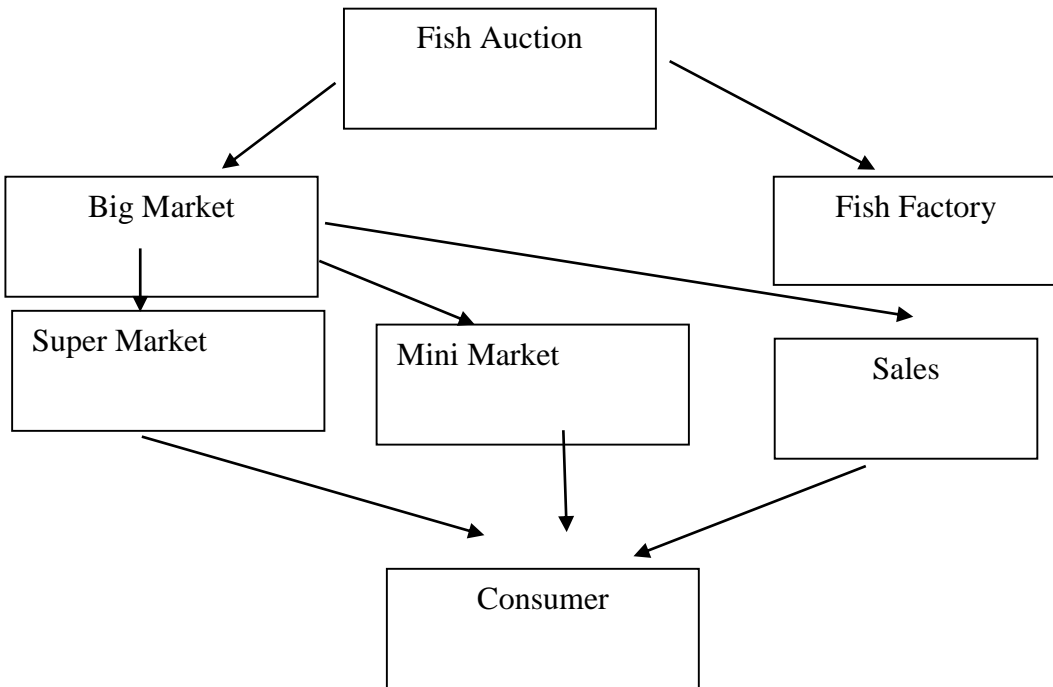 Fish Auction
Big Market
Fish Factory
Super Market
Mini Market
Sales
Consumer